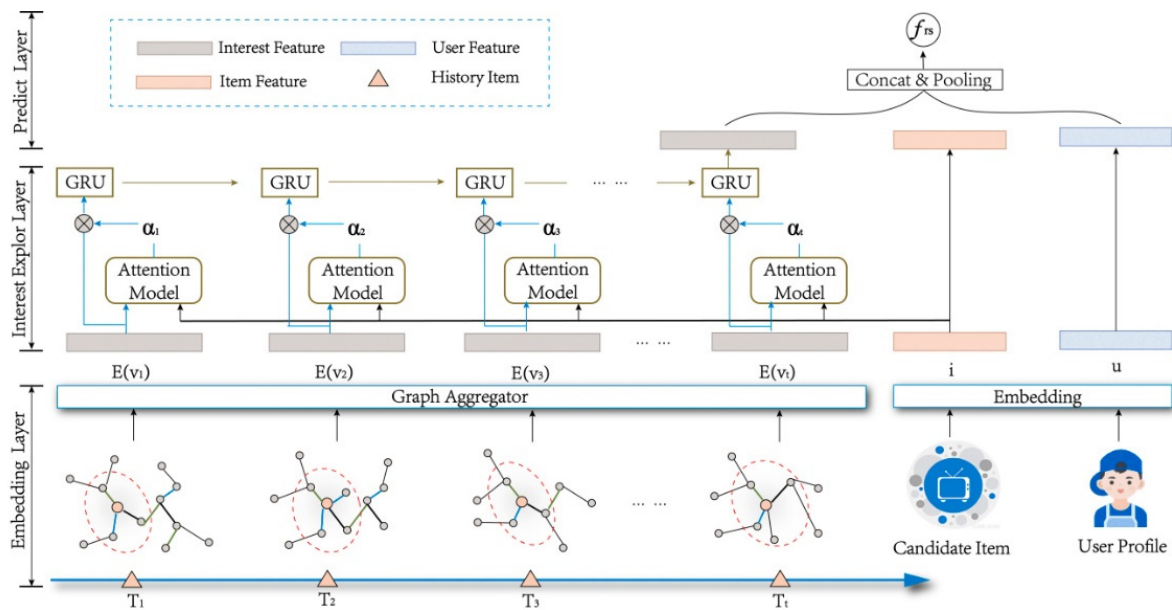 Predict Layer
Interest Feature
User Feature
Item Feature
History Item
f rs
Concat & Pooling
Interest Explor Layer
GRU GRU GRU ... ... GRU
α₁ α₂ α₃ αₜ
Attention Model
Attention Model
Attention Model
Attention Model
... ...
E(v₁) E(v₂) E(v₃) E(vₜ) i u
Embedding Layer
Graph Aggregator
Embedding
... ...
Candidate Item
User Profile
T₁ T₂ T₃ Tₜ